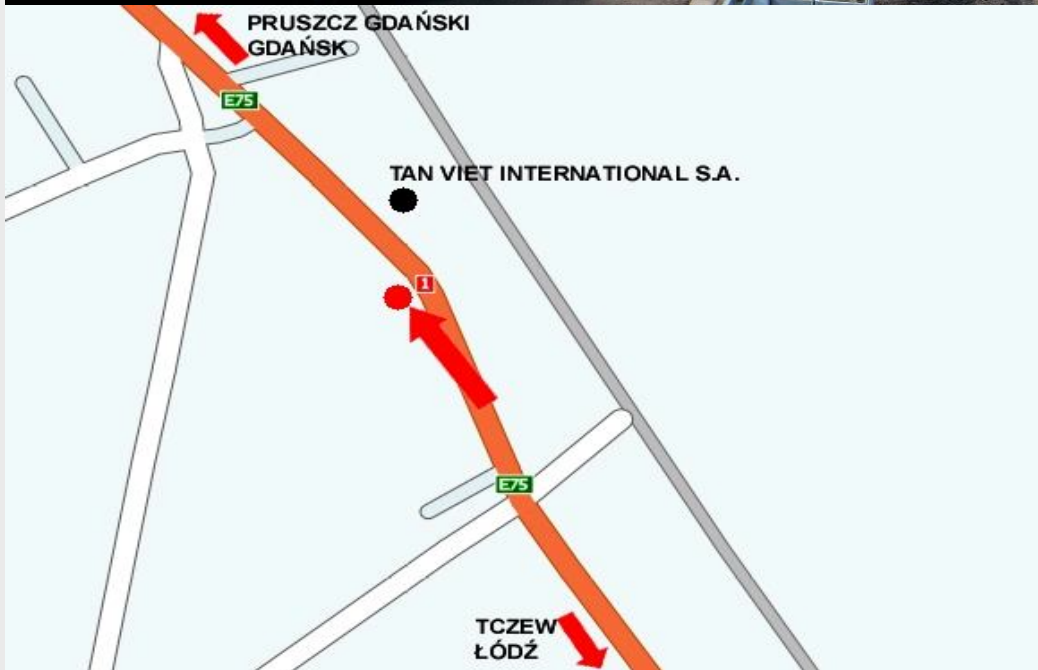 PRUSZCZ GDAŃSKI
GDAŃSK
E75
TAN VIET INTERNATIONAL S.A.
1
E75
TCZEW
ŁÓDŹ